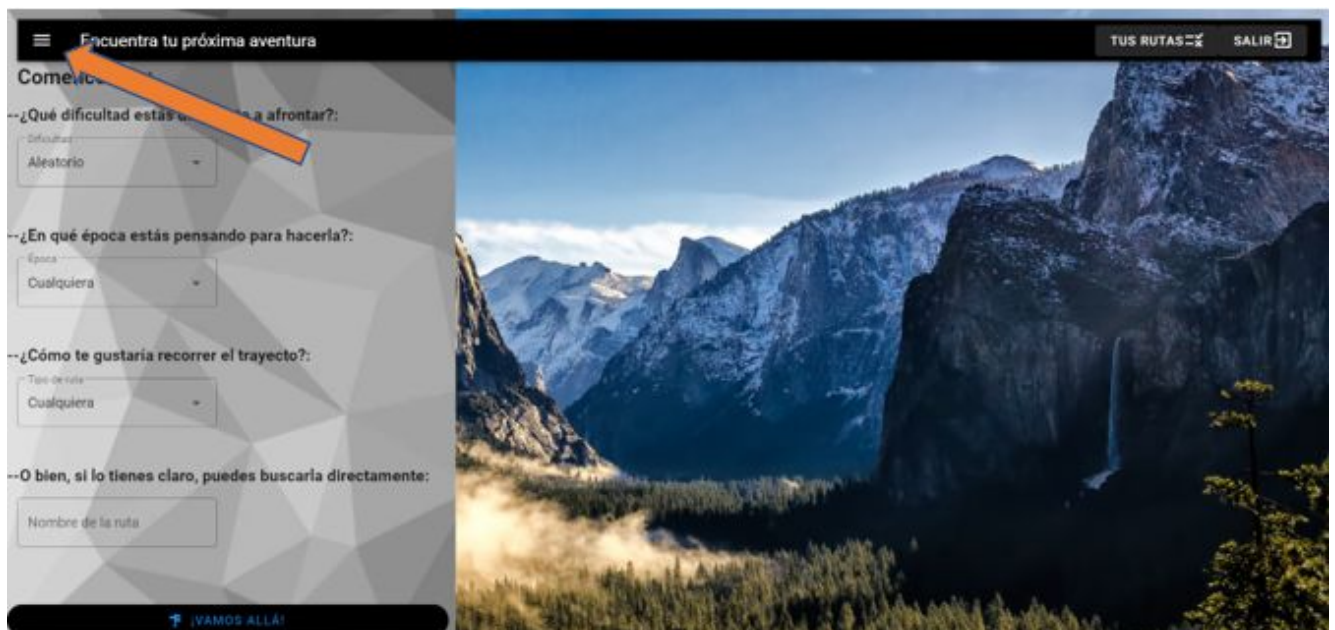 Encuentra tu próxima aventura
TUS RUTAS
SALIR
--¿Qué dificultad estás a afrontar?:
Dificultad
Aleatorio
--¿En qué época estás pensando para hacerla?:
Época
Cualquiera
--¿Cómo te gustaría recorrer el trayecto?:
Tipo de ruta
Cualquiera
--O bien, si lo tienes claro, puedes buscarla directamente:
Nombre de la ruta
¡VAMOS ALLÁ!